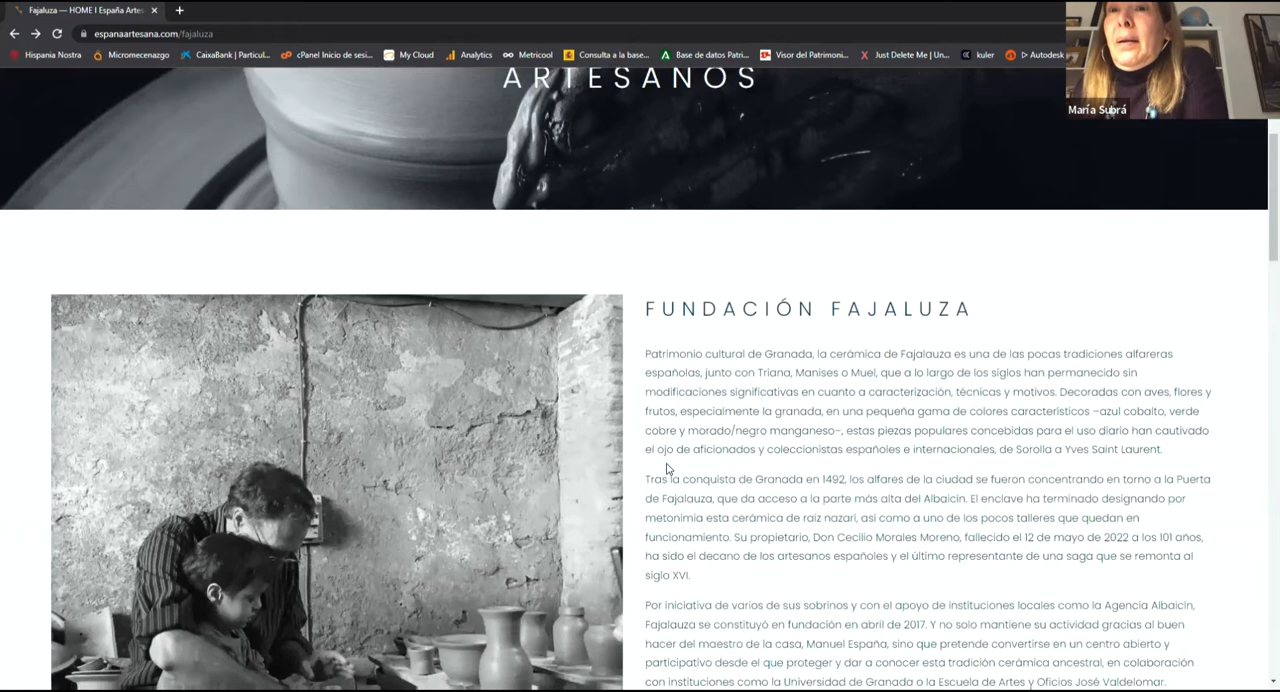 Fajaluza — HOME I España Artes
espanaartesana.com/fajaluza
Hispania Nostra
Micromecenazgo
CaixaBank | Particul...
cPanel Inicio de sesi...
My Cloud
Analytics
Metricool
Consulta a la base...
Base de datos Patri...
Visor del Patrimoni...
Just Delete Me | Un...
kuler
Autodesk
María Subrá
ARTESANOS
FUNDACIÓN FAJALUZA
Patrimonio cultural de Granada, la cerámica de Fajalauza es una de las pocas tradiciones alfareras
españolas, junto con Triana, Manises o Muel, que a lo largo de los siglos han permanecido sin
modificaciones significativas en cuanto a caracterización, técnicas y motivos. Decoradas con aves, flores y
frutos, especialmente la granada, en una pequeña gama de colores característicos –azul cobalto, verde
cobre y morado/negro manganeso–, estas piezas populares concebidas para el uso diario han cautivado
el ojo de aficionados y coleccionistas españoles e internacionales, de Sorolla a Yves Saint Laurent.
Tras la conquista de Granada en 1492, los alfares de la ciudad se fueron concentrando en torno a la Puerta
de Fajalauza, que da acceso a la parte más alta del Albaicín. El enclave ha terminado designando por
metonimia esta cerámica de raíz nazarí, así como a uno de los pocos talleres que quedan en
funcionamiento. Su propietario, Don Cecilio Morales Moreno, fallecido el 12 de mayo de 2022 a los 101 años,
ha sido el decano de los artesanos españoles y el último representante de una saga que se remonta al
siglo XVI.
Por iniciativa de varios de sus sobrinos y con el apoyo de instituciones locales como la Agencia Albaicín,
Fajalauza se constituyó en fundación en abril de 2017. Y no solo mantiene su actividad gracias al buen
hacer del maestro de la casa, Manuel España, sino que pretende convertirse en un centro abierto y
participativo desde el que proteger y dar a conocer esta tradición cerámica ancestral, en colaboración
con instituciones como la Universidad de Granada o la Escuela de Artes y Oficios José Valdelomar.